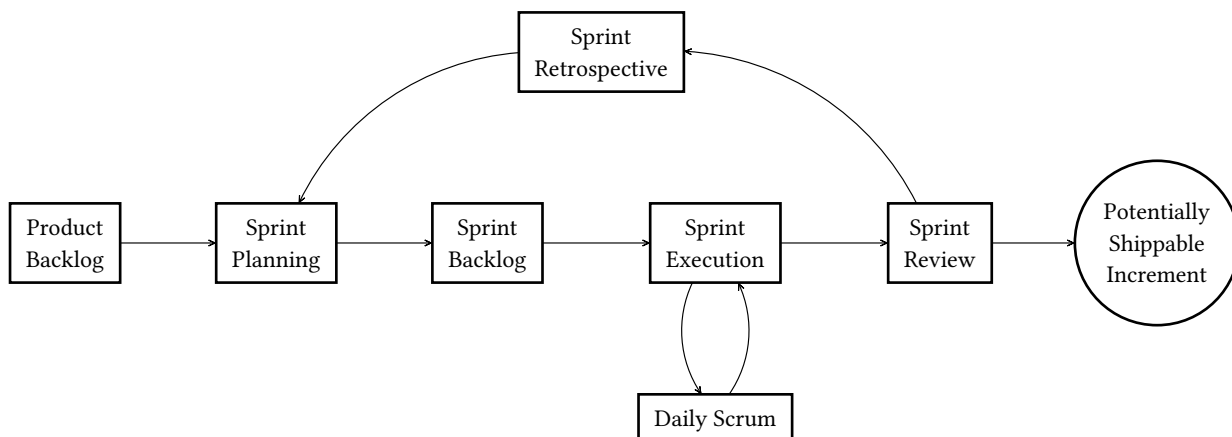 Sprint
Retrospective
Product
Backlog
Sprint
Planning
Sprint
Backlog
Sprint
Execution
Sprint
Review
Potentially
Shippable
Increment
Daily Scrum